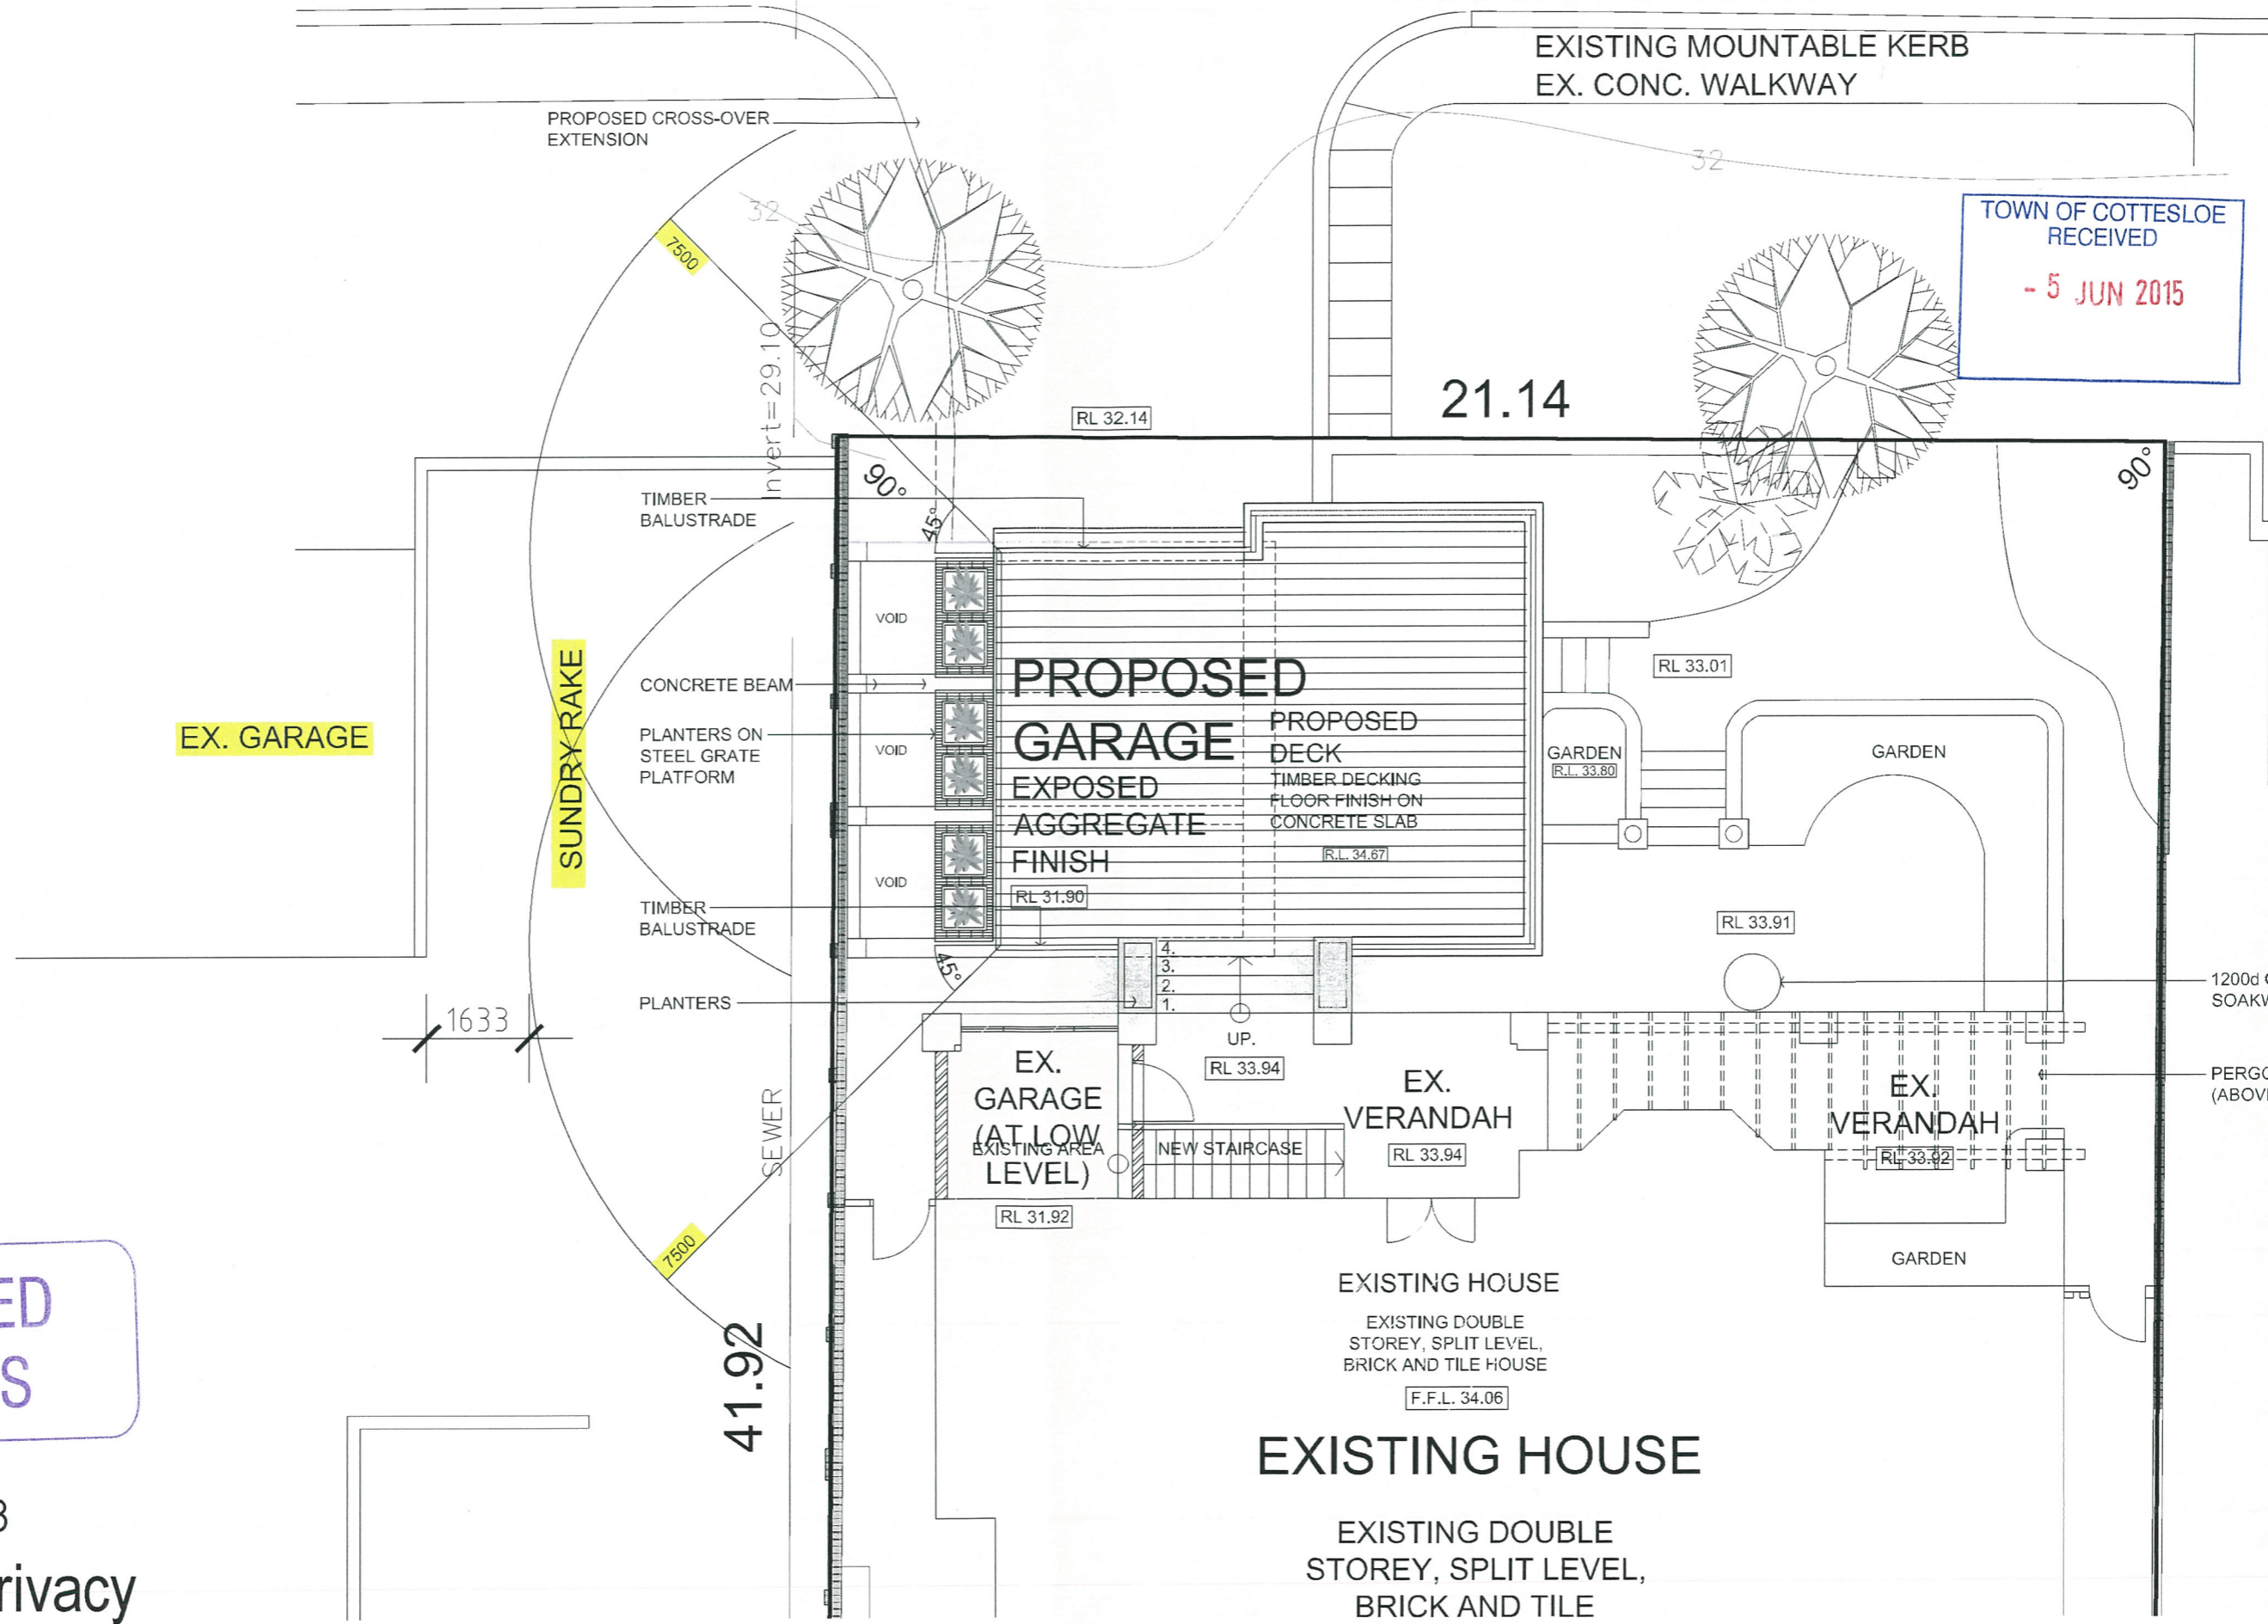 EXISTING MOUNTABLE KERB
EX. CONC. WALKWAY
PROPOSED CROSS-OVER
EXTENSION
32
32
TOWN OF COTTESLOE
RECEIVED
- 5 JUN 2015
7500
Invert=29.10
21.14
RL 32.14
90°
90°
TIMBER
BALUSTRADE
45°
VOID
RL 33.01
CONCRETE BEAM
PROPOSED
GARAGE
EXPOSED
AGGREGATE
FINISH
RL 31.90
PROPOSED
DECK
TIMBER DECKING
FLOOR FINISH ON
CONCRETE SLAB
R.L. 34.67
EX. GARAGE
SUNDRY RAKE
PLANTERS ON
STEEL GRATE
PLATFORM
VOID
GARDEN
R.L. 33.80
GARDEN
VOID
TIMBER
BALUSTRADE
RL 33.91
45°
4.
3.
2.
1.
PLANTERS
1200d
SOAKW
1633
UP.
RL 33.94
EX.
GARAGE
(AT LOW
LEVEL)
EXISTING AREA
NEW STAIRCASE
EX.
VERANDAH
RL 33.94
EX.
VERANDAH
RL 33.92
PERGO
(ABOVE
SEWER
RL 31.92
7500
GARDEN
EXISTING HOUSE
EXISTING DOUBLE
STOREY, SPLIT LEVEL,
BRICK AND TILE HOUSE
F.F.L. 34.06
41.92
ED
S
EXISTING HOUSE
EXISTING DOUBLE
STOREY, SPLIT LEVEL,
BRICK AND TILE
rivacy